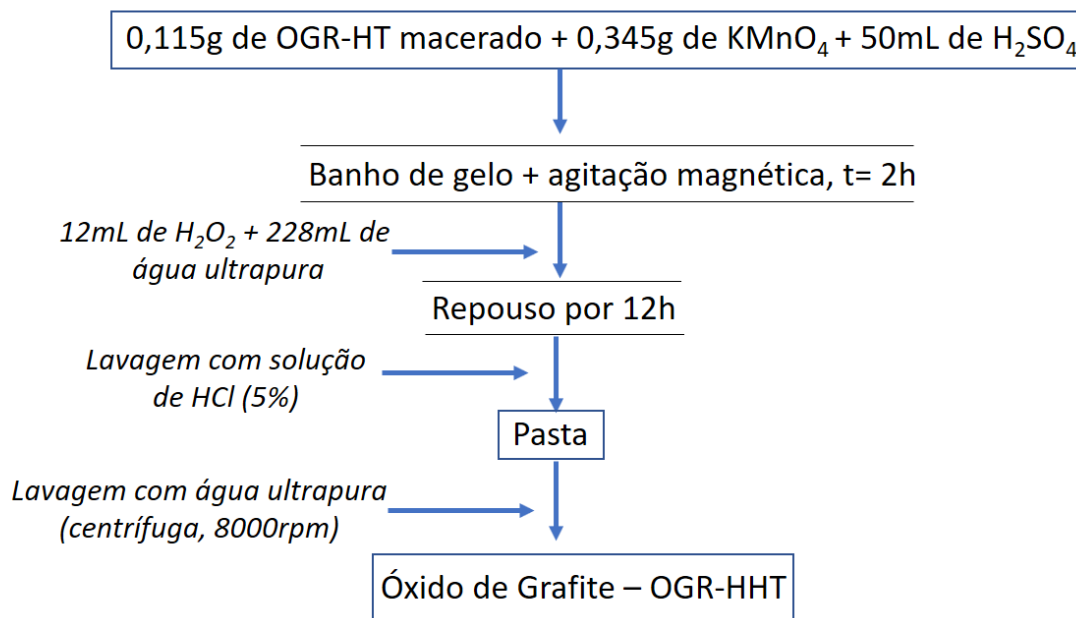 0,115g de OGR-HT macerado + 0,345g de KMnO₄ + 50mL de H₂SO₄
Banho de gelo + agitação magnética, t= 2h
12mL de H₂O₂ + 228mL de
água ultrapura
Repouso por 12h
Lavagem com solução
de HCl (5%)
Pasta
Lavagem com água ultrapura
(centrífuga, 8000rpm)
Óxido de Grafite – OGR-HHT